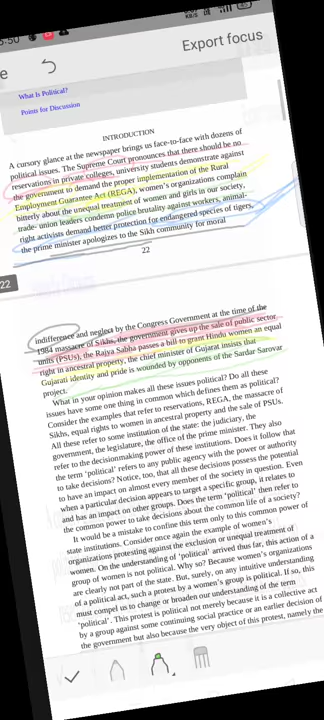 5:50
e
Export focus
What Is Political?
Points for Discussion
INTRODUCTION
A cursory glance at the newspaper brings us face-to-face with dozens of
political issues. The Supreme Court pronounces that there should be no
reservations in private colleges, university students demonstrate against
the government to demand the proper implementation of the Rural
Employment Guarantee Act (REGA), women's organizations complain
bitterly about the unequal treatment of women and girls in our society,
trade- union leaders condemn police brutality against workers, animal-
right activists demand better protection for endangered species of tigers,
the prime minister apologizes to the Sikh community for moral
22
22
indifference and neglect by the Congress Government at the time of the
1984 massacre of Sikhs, the government gives up the sale of public sector
units (PSUs), the Rajya Sabha passes a bill to grant Hindu women an equal
right in ancestral property, the chief minister of Gujarat insists that
Gujarati identity and pride is wounded by opponents of the Sardar Sarovar
project.
What in your opinion makes all these issues political? Do all these
issues have some one thing in common which defines them as political?
Consider the examples that refer to reservations, REGA, the massacre of
Sikhs, equal rights to women in ancestral property and the sale of PSUs.
All these refer to some institution of the state: the judiciary, the
government, the legislature, the office of the prime minister. They also
refer to the decisionmaking power of these institutions. Does it follow that
the term 'political' refers to any public agency with the power or authority
to take decisions? Notice, too, that all these decisions possess the potential
to have an impact on almost every member of the society in question. Even
when a particular decision appears to target a specific group, it relates to
and has an impact on other groups. Does the term 'political' then refer to
the common power to take decisions about the common life of a society?
It would be a mistake to confine this term only to this common power of
state institutions. Consider once again the example of women's
organizations protesting against the exclusion or unequal treatment of
women. On the understanding of 'political' arrived thus far, this action of a
group of women is not political. Why so? Because women's organizations
are clearly not part of the state. But, surely, on any intuitive understanding
of a political act, such a protest by a women's group is political. If so, this
must compel us to change or broaden our understanding of the term
'political'. This protest is political not merely because it is a collective act
by a group against some continuing social practice or an earlier decision of
the government but also because the very object of this protest, namely the